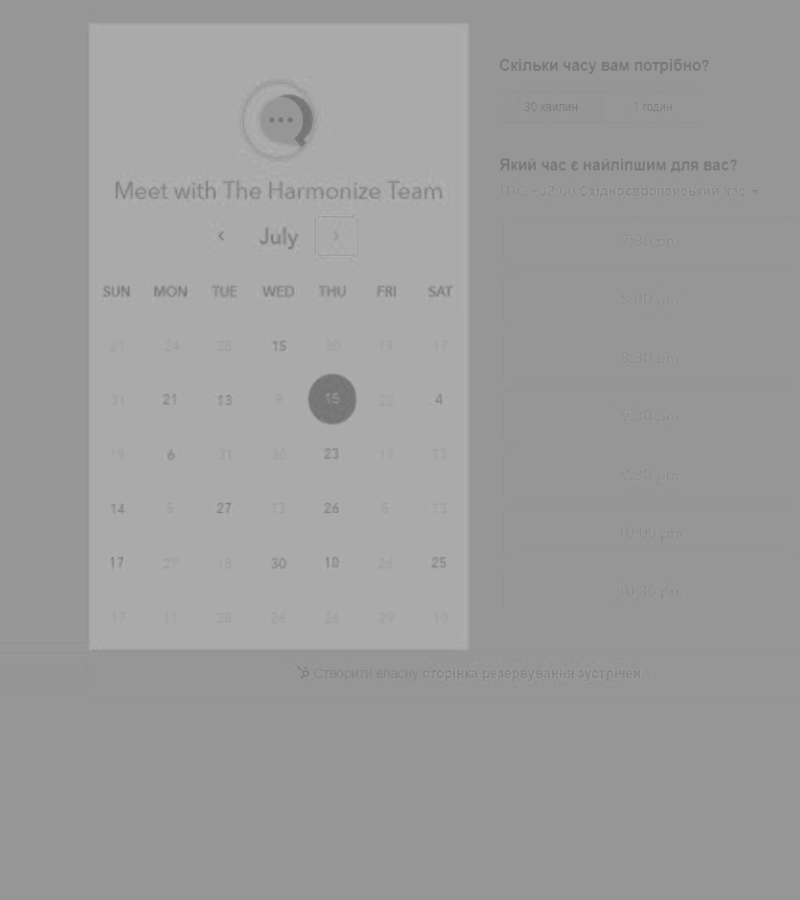 Meet with The Harmonize Team
July
SUN MON TUE WED THU FRI SAT
21 24 28 15 30 19 17
31 21 13 9 15 22 4
19 6 31 30 23 17 13
14 5 27 13 26 5 13
17 27 18 30 10 26 25
17 11 28 26 26 29 10
Скільки часу вам потрібно?
30 хвилин 1 годин
Який час є найліпшим для вас?
UTC +03:00 Східноєвропейський час
7:30 pm
8:00 pm
8:30 pm
9:00 pm
9:30 pm
10:00 pm
10:30 pm
Створити власну сторінка резервування зустрічей